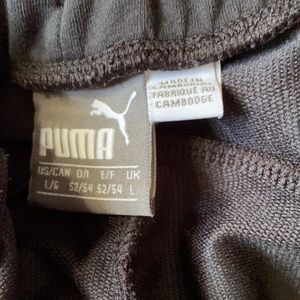 PUMA
US/CAN D/I E/F UK
L/G 52/54 52/54 L
MADE IN
CAMBODIA
FABRIQUÉ AU
CAMBODGE